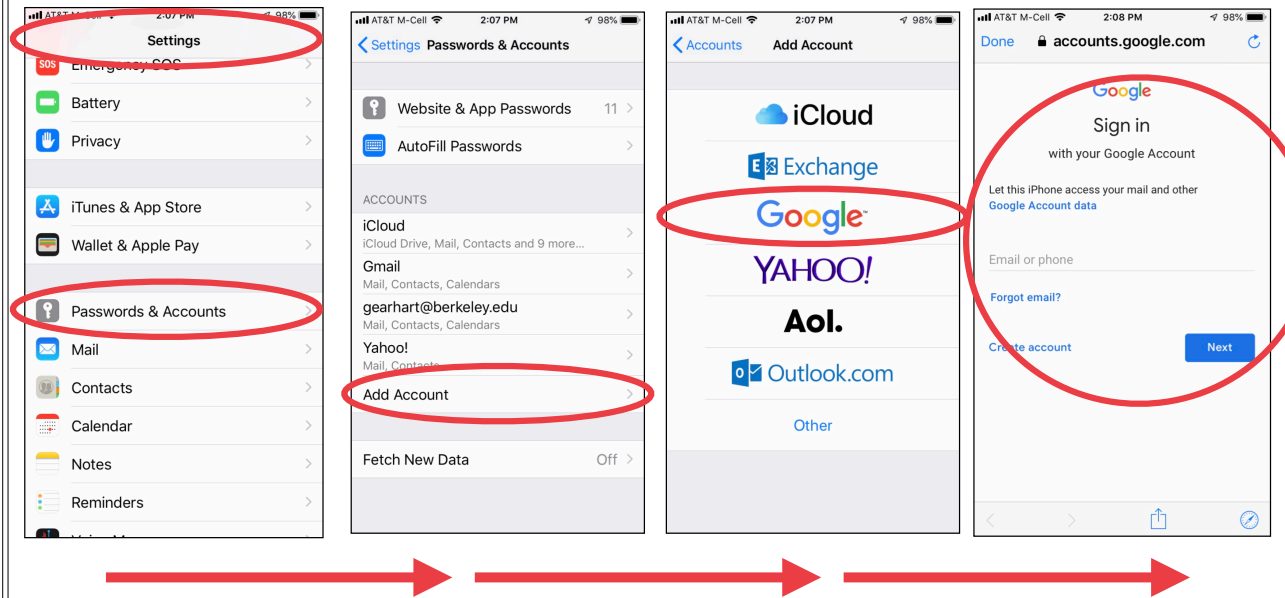 AT&T M-Cell 2:07 PM 98%
Settings
SOS Emergency SOS
Battery
Privacy
iTunes & App Store
Wallet & Apple Pay
Passwords & Accounts
Mail
Contacts
Calendar
Notes
Reminders
AT&T M-Cell 2:07 PM 98%
Settings Passwords & Accounts
Website & App Passwords 11
AutoFill Passwords
ACCOUNTS
iCloud
iCloud Drive, Mail, Contacts and 9 more...
Gmail
Mail, Contacts, Calendars
gearhart@berkeley.edu
Mail, Contacts, Calendars
Yahoo!
Mail, Contacts
Add Account
Fetch New Data Off
AT&T M-Cell 2:07 PM 98%
Accounts Add Account
iCloud
Exchange
Google
YAHOO!
Aol.
Outlook.com
Other
AT&T M-Cell 2:08 PM 98%
Done accounts.google.com
Google
Sign in
with your Google Account
Let this iPhone access your mail and other
Google Account data
Email or phone
Forgot email?
Create account Next